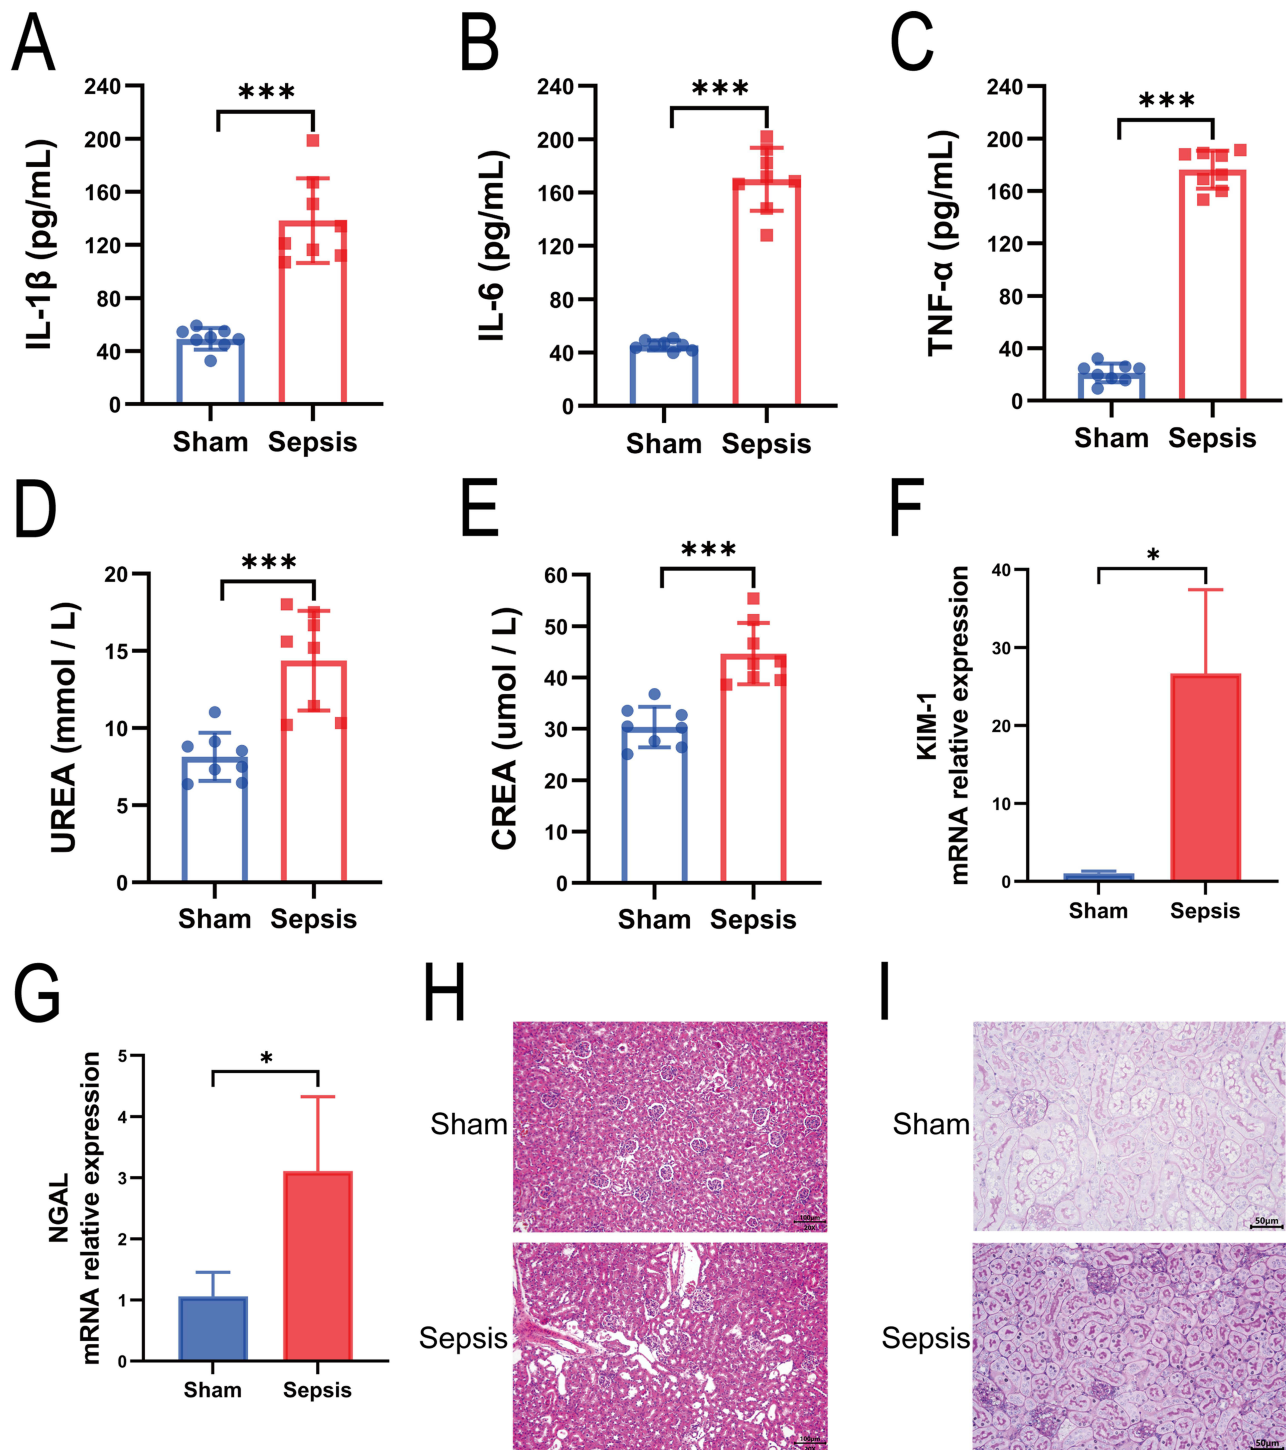 A
IL-1β (pg/mL)
240
200
160
120
80
40
0
***
Sham Sepsis
B
IL-6 (pg/mL)
240
200
160
120
80
40
0
***
Sham Sepsis
C
TNF-α (pg/mL)
240
200
160
120
80
40
0
***
Sham Sepsis
D
UREA (mmol / L)
20
15
10
5
0
***
Sham Sepsis
E
CREA (umol / L)
60
50
40
30
20
10
0
***
Sham Sepsis
F
KIM-1
mRNA relative expression
40
30
20
10
0
*
Sham Sepsis
G
NGAL
mRNA relative expression
5
4
3
2
1
0
*
Sham Sepsis
H
Sham
100μm
20X
Sepsis
100μm
I
Sham
50μm
Sepsis
50μm